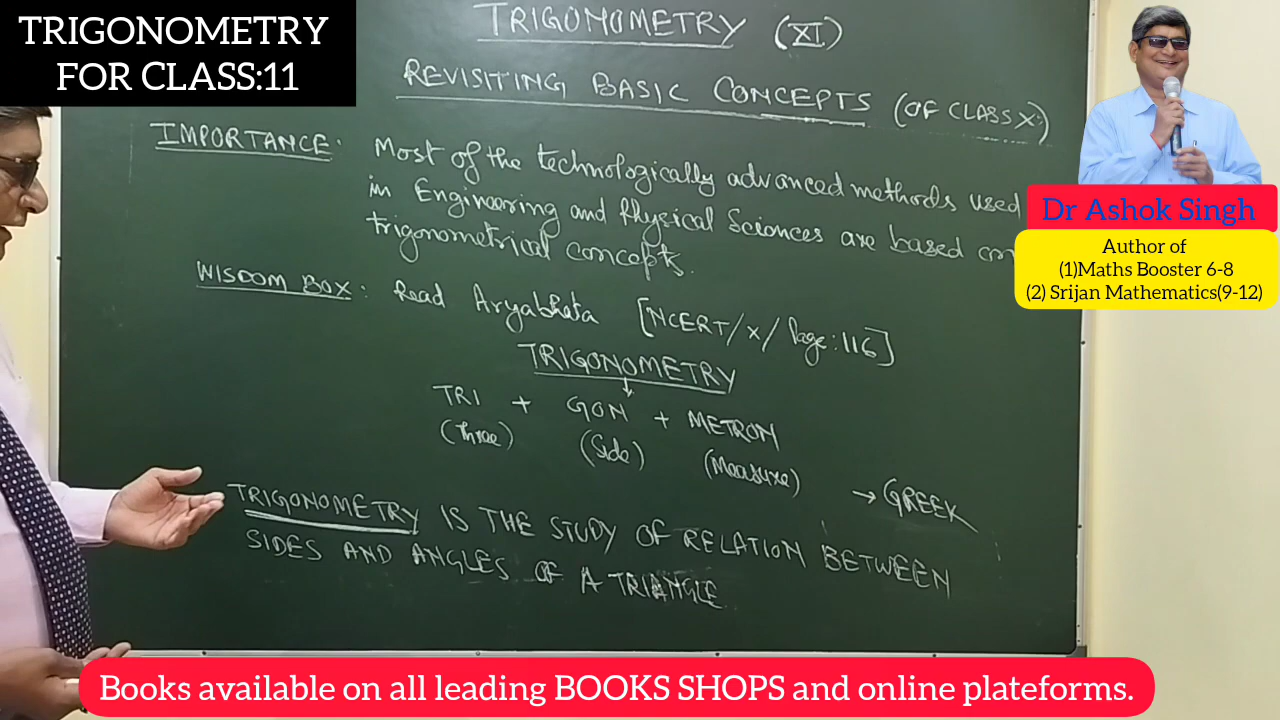 TRIGONOMETRY
FOR CLASS:11
TRIGONOMETRY (XI)
REVISITING BASIC CONCEPTS (OF CLASS X)
IMPORTANCE: Most of the technologically advanced methods used
in Engineering and Physical Sciences are based
trigonometrical concepts.
WISDOM BOX: Read Aryabhata [NCERT/X/Page:116]
TRIGONOMETRY
TRI + GON + METRON
(Three) (Side) (Measure)
→ GREEK
TRIGONOMETRY IS THE STUDY OF RELATION BETWEEN
SIDES AND ANGLES OF A TRIANGLE
Dr Ashok Singh
Author of
(1)Maths Booster 6-8
(2) Srijan Mathematics(9-12)
Books available on all leading BOOKS SHOPS and online plateforms.